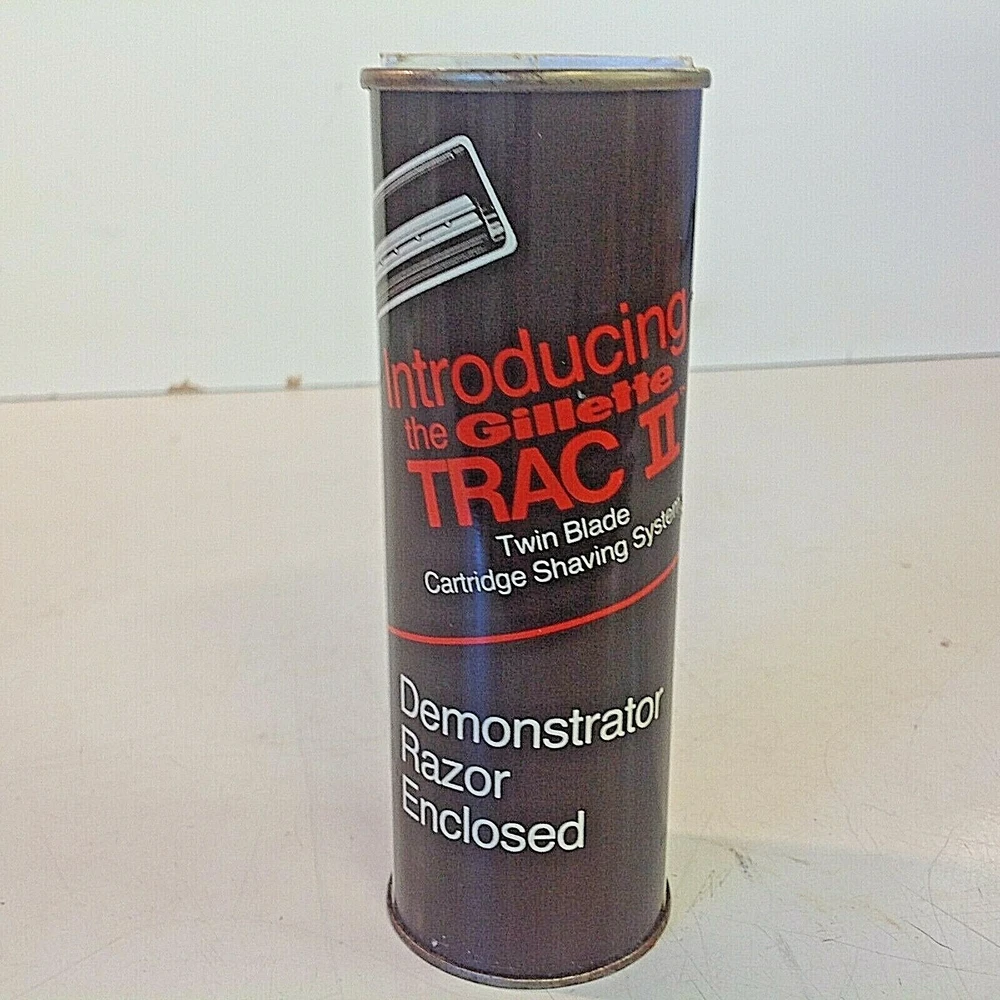 Introducing
the Gillette
TRAC II
Twin Blade
Cartridge Shaving System
Demonstrator
Razor
Enclosed